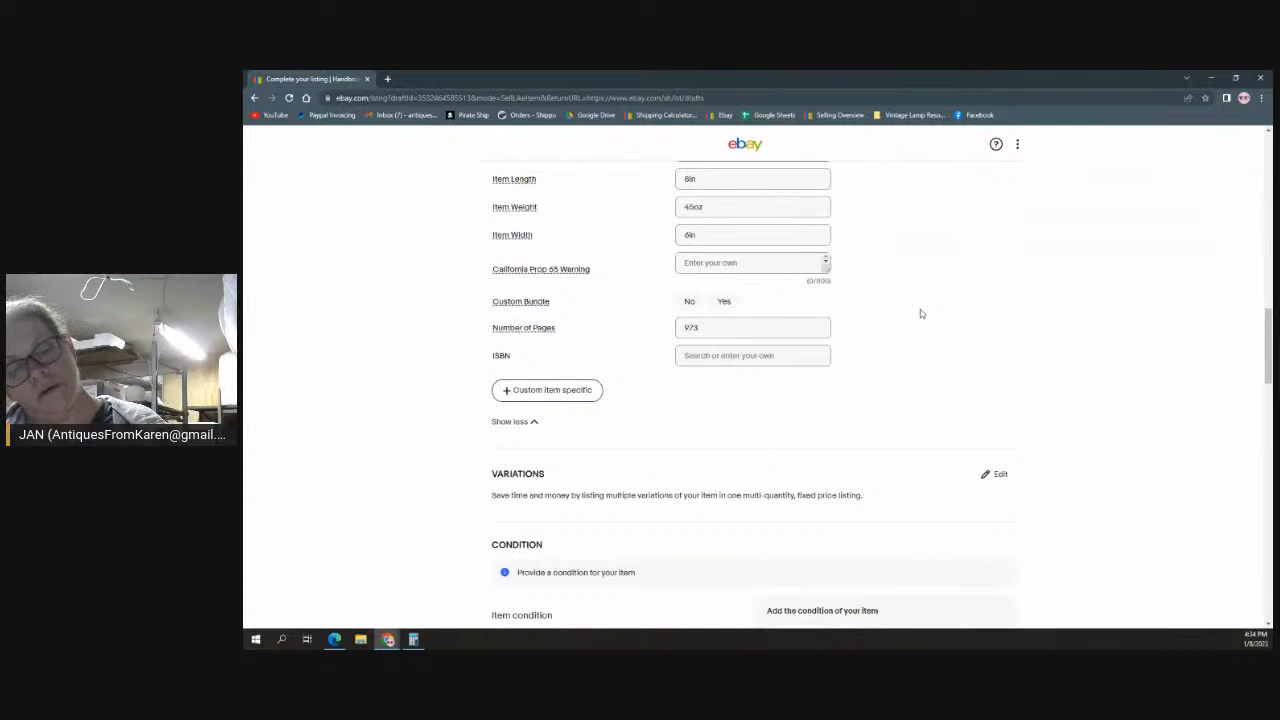 Complete your listing | Handboo
ebay.com/lstng?draftId=3532464585513&mode=SellLikeItem&ReturnURL=https://www.ebay.com/sh/lst/drafts
YouTube Paypal Invoicing Inbox (7) - antiques... Pirate Ship Orders - Shippo Google Drive Shipping Calculator... Ebay Google Sheets Selling Overview Vintage Lamp Reso... Facebook
ebay
Item Length 8in
Item Weight 45oz
Item Width 6in
California Prop 65 Warning Enter your own
(0/800)
Custom Bundle No Yes
Number of Pages 973
ISBN Search or enter your own
+ Custom item specific
Show less
VARIATIONS Edit
Save time and money by listing multiple variations of your item in one multi-quantity, fixed price listing.
CONDITION
Provide a condition for your item
Item condition Add the condition of your item
JAN (AntiquesFromKaren@gmail....
4:34 PM
1/8/2023